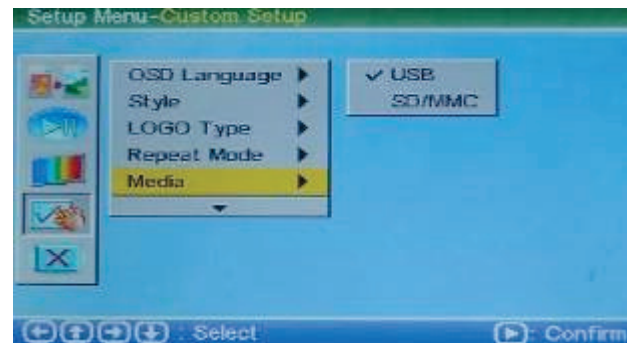 Setup Menu-Custom Setup
OSD Language
Style
LOGO Type
Repeat Mode
Media
USB
SD/MMC
: Select
: Confirm